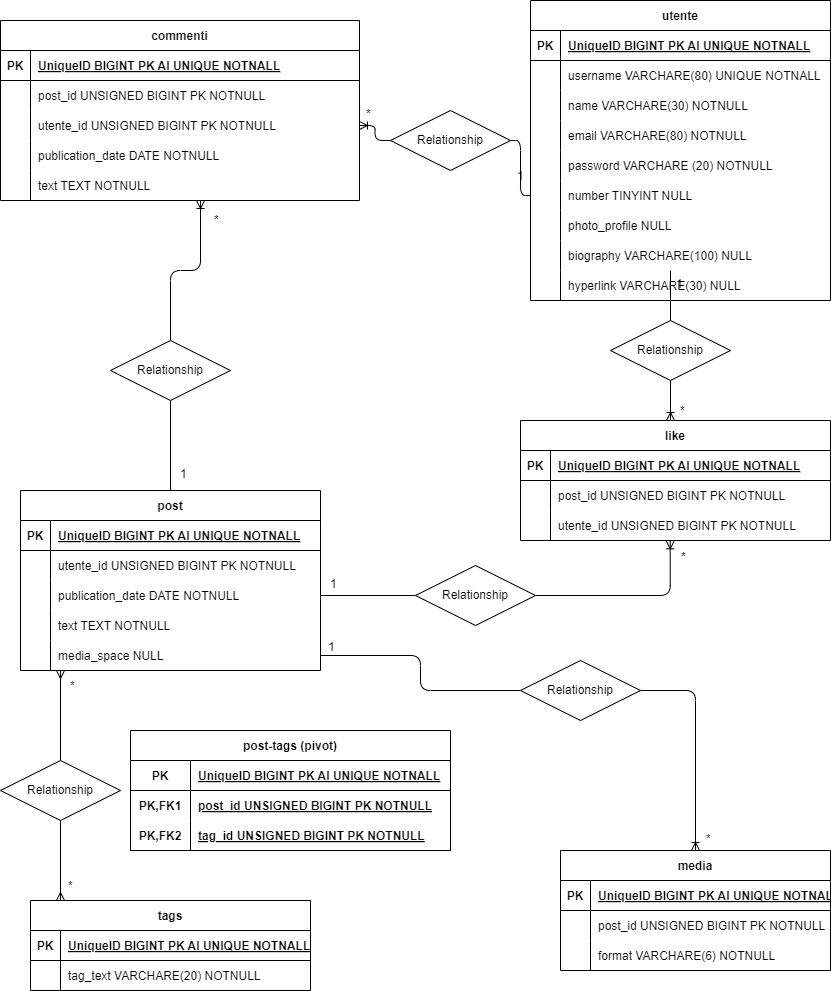 utente
PK UniqueID BIGINT PK AI UNIQUE NOTNALL
username VARCHARE(80) UNIQUE NOTNULL
name VARCHARE(30) NOTNULL
email VARCHARE(80) NOTNULL
password VARCHARE (20) NOTNULL
number TINYINT NULL
photo_profile NULL
biography VARCHARE(100) NULL
hyperlink VARCHARE(30) NULL
commenti
PK UniqueID BIGINT PK AI UNIQUE NOTNALL
post_id UNSIGNED BIGINT PK NOTNULL
utente_id UNSIGNED BIGINT PK NOTNULL
publication_date DATE NOTNULL
text TEXT NOTNULL
*
Relationship
1
*
Relationship
1
1
Relationship
*
like
PK UniqueID BIGINT PK AI UNIQUE NOTNALL
post_id UNSIGNED BIGINT PK NOTNULL
utente_id UNSIGNED BIGINT PK NOTNULL
*
post
PK UniqueID BIGINT PK AI UNIQUE NOTNALL
utente_id UNSIGNED BIGINT PK NOTNULL
publication_date DATE NOTNULL
text TEXT NOTNULL
media_space NULL
1
Relationship
1
Relationship
*
*
Relationship
*
post-tags (pivot)
PK UniqueID BIGINT PK AI UNIQUE NOTNALL
PK,FK1 post_id UNSIGNED BIGINT PK NOTNULL
PK,FK2 tag_id UNSIGNED BIGINT PK NOTNULL
tags
PK UniqueID BIGINT PK AI UNIQUE NOTNALL
tag_text VARCHARE(20) NOTNULL
media
PK UniqueID BIGINT PK AI UNIQUE NOTNAL
post_id UNSIGNED BIGINT PK NOTNULL
format VARCHARE(6) NOTNULL